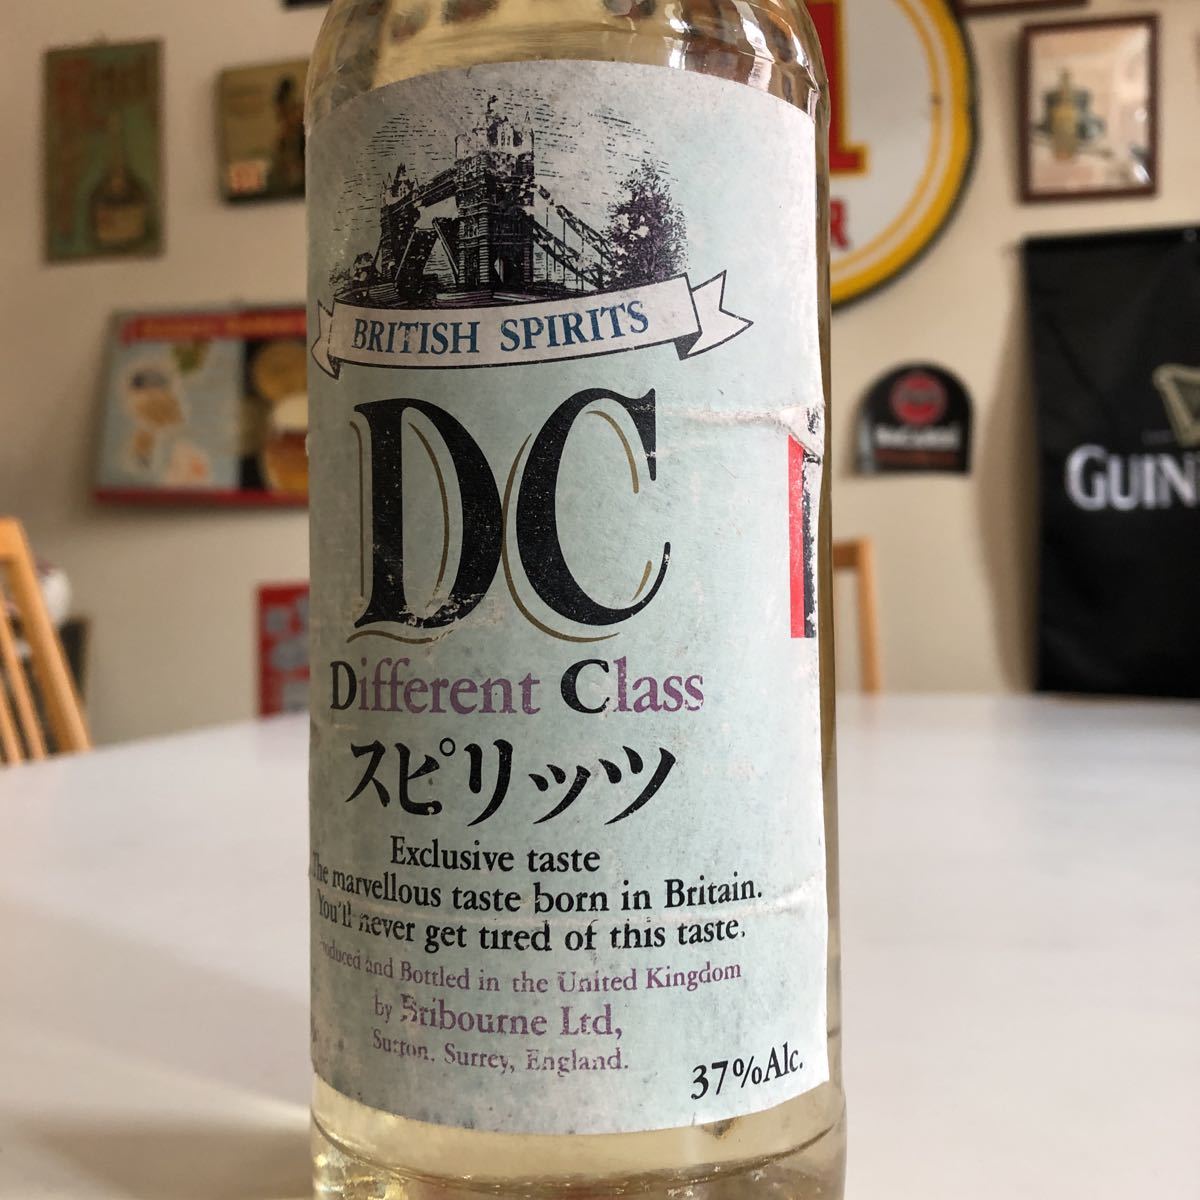 BRITISH SPIRITS
DC
Different Class
スピリッツ
Exclusive taste
The marvellous taste born in Britain.
You'll never get tired of this taste.
Produced and Bottled in the United Kingdom
by Bribourne Ltd,
Sutton. Surrey, England.
37%Alc.
GUIN